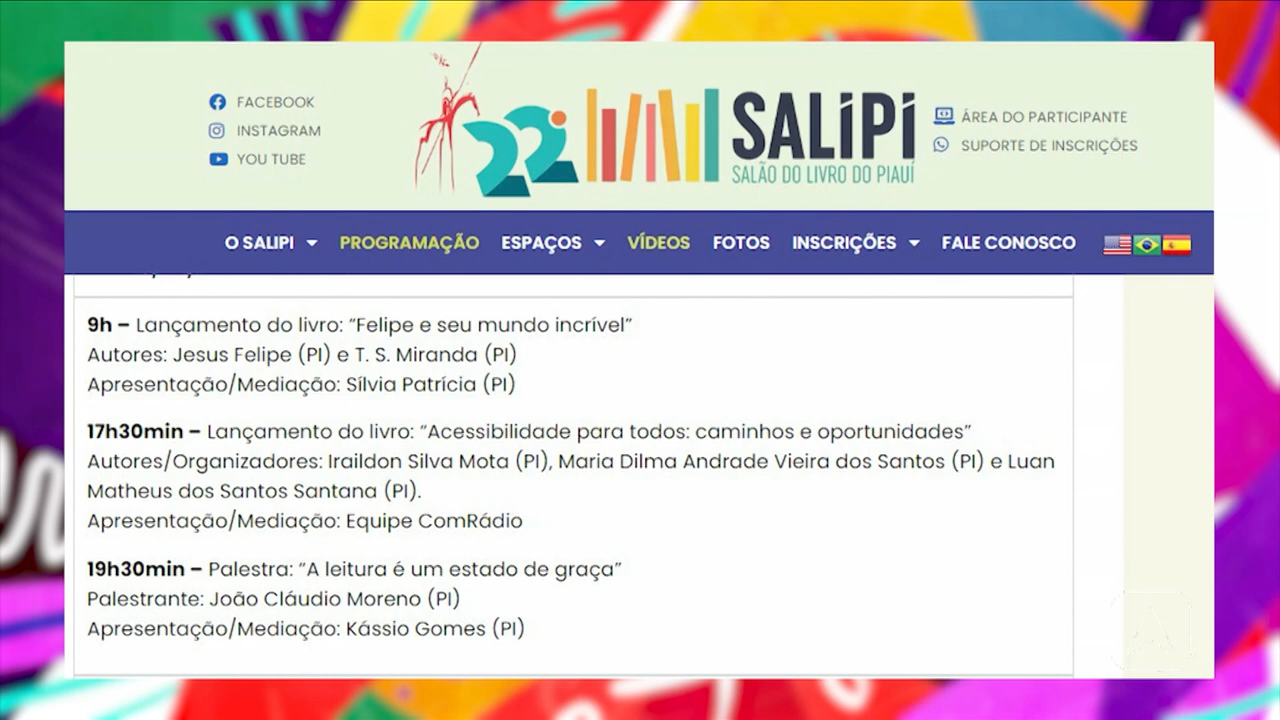 FACEBOOK
INSTAGRAM
YOU TUBE
22º
SALiPi
SALÃO DO LIVRO DO PIAUÍ
ÁREA DO PARTICIPANTE
SUPORTE DE INSCRIÇÕES
O SALIPI
PROGRAMAÇÃO
ESPAÇOS
VÍDEOS
FOTOS
INSCRIÇÕES
FALE CONOSCO
9h – Lançamento do livro: “Felipe e seu mundo incrível”
Autores: Jesus Felipe (PI) e T. S. Miranda (PI)
Apresentação/Mediação: Sílvia Patrícia (PI)
17h30min – Lançamento do livro: “Acessibilidade para todos: caminhos e oportunidades”
Autores/Organizadores: Iraildon Silva Mota (PI), Maria Dilma Andrade Vieira dos Santos (PI) e Luan
Matheus dos Santos Santana (PI).
Apresentação/Mediação: Equipe ComRádio
19h30min – Palestra: “A leitura é um estado de graça”
Palestrante: João Cláudio Moreno (PI)
Apresentação/Mediação: Kássio Gomes (PI)